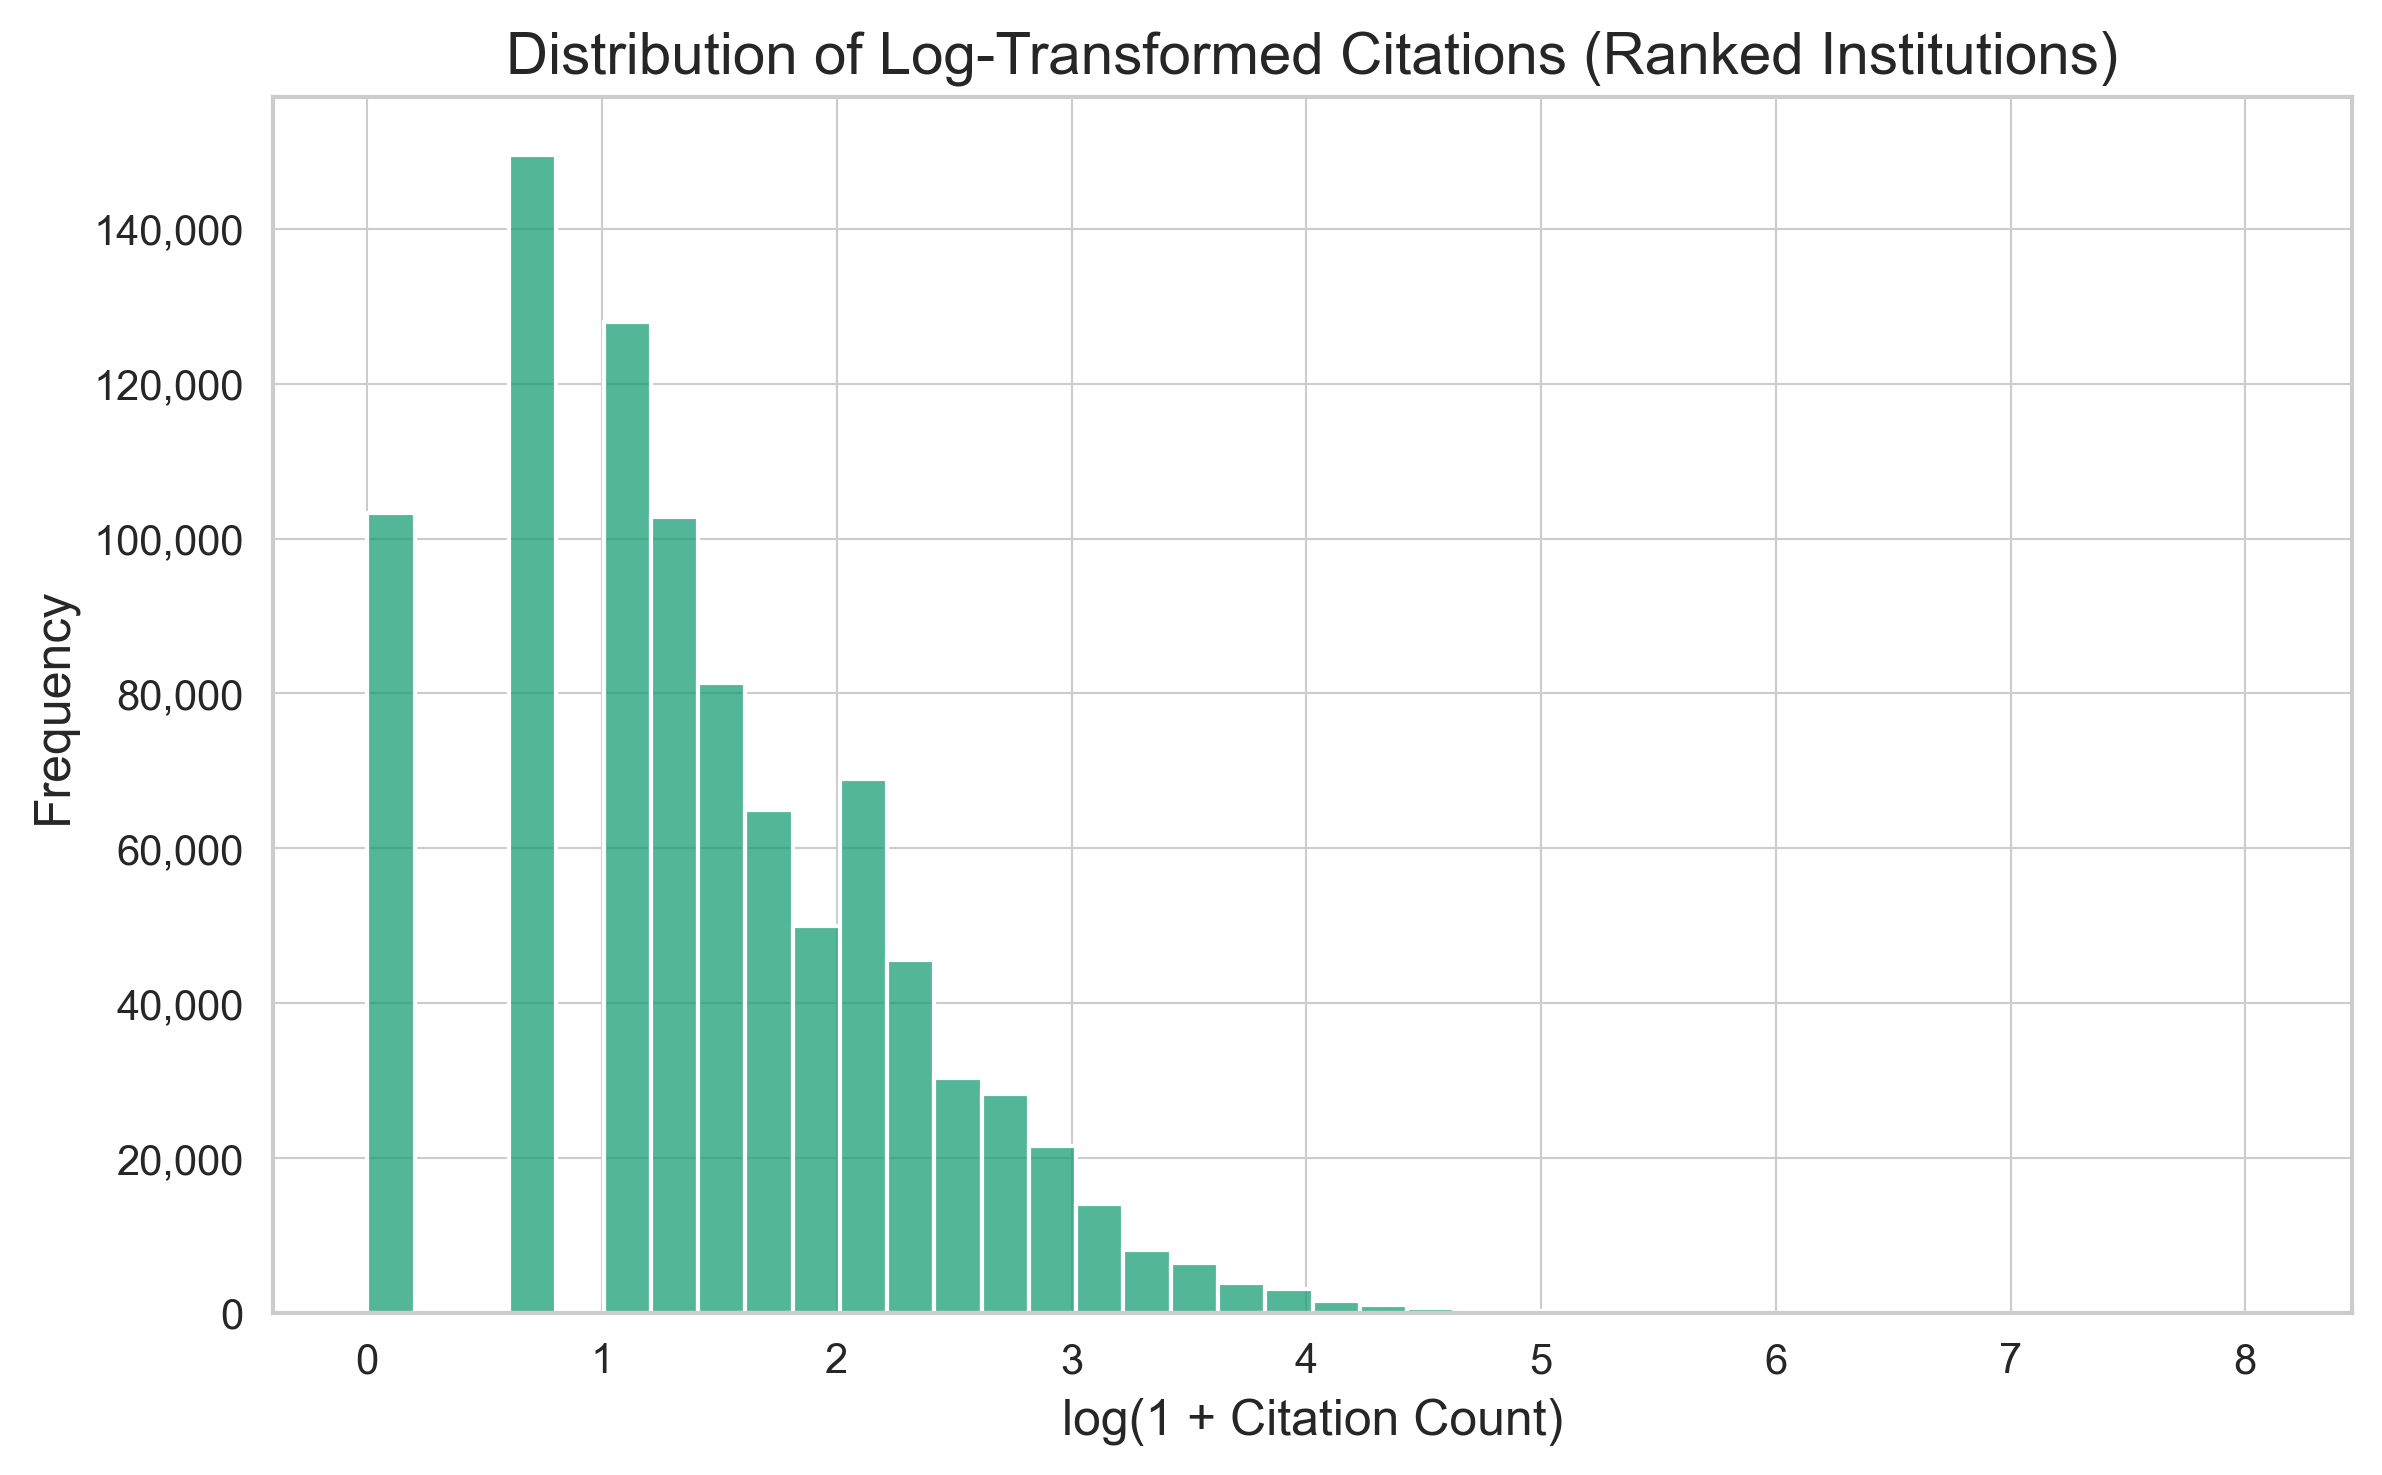 Distribution of Log-Transformed Citations (Ranked Institutions)
Frequency
140,000
120,000
100,000
80,000
60,000
40,000
20,000
0
0 1 2 3 4 5 6 7 8
log(1 + Citation Count)